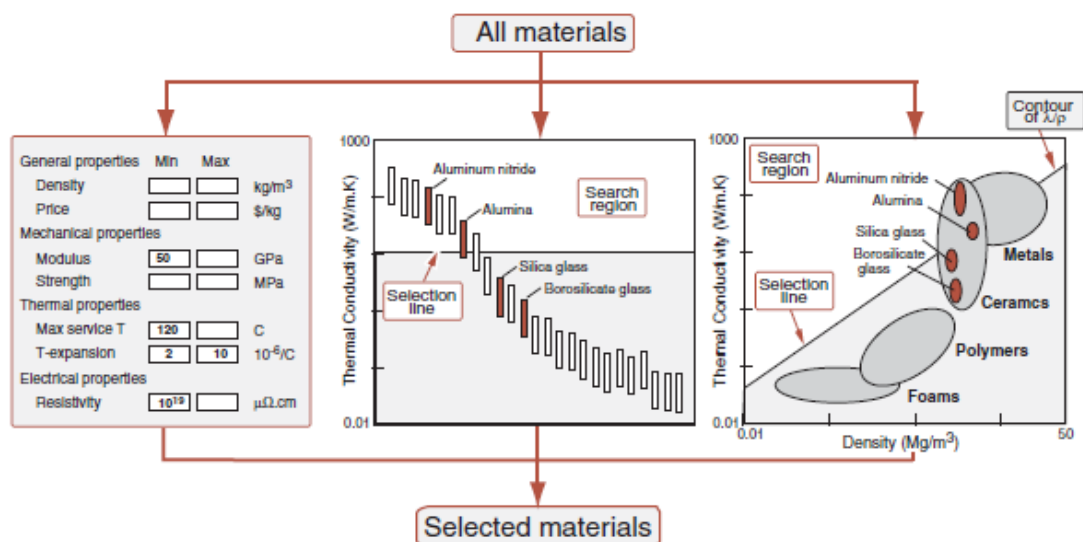 All materials
General properties Min Max
Density kg/m³
Price $/kg
Mechanical properties
Modulus 50 GPa
Strength MPa
Thermal properties
Max service T 120 C
T-expansion 2 10 10⁻⁶/C
Electrical properties
Resistivity 10¹⁹ μΩ.cm
1000
Thermal Conductivity (W/m.K)
0.01
Aluminum nitride
Alumina
Search
region
Selection
line
Silica glass
Borosilicate glass
Contour
of λ/ρ
1000
Thermal Conductivity (W/m.K)
0.01
Search
region
Aluminum nitride
Alumina
Silica glass
Borosilicate
glass
Metals
Selection
line
Ceramcs
Polymers
Foams
0.01 Density (Mg/m³) 50
Selected materials